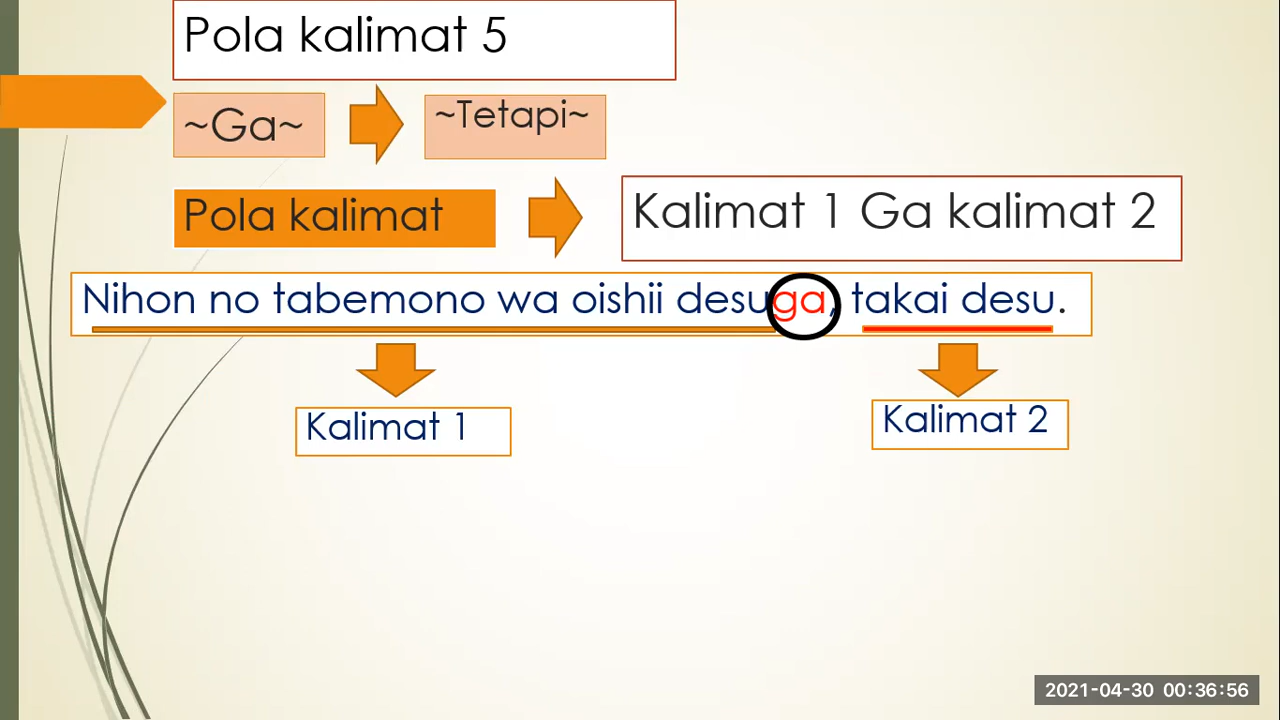 Pola kalimat 5
~Ga~
~Tetapi~
Pola kalimat
Kalimat 1 Ga kalimat 2
Nihon no tabemono wa oishii desuga, takai desu.
Kalimat 1
Kalimat 2
2021-04-30 00:36:56